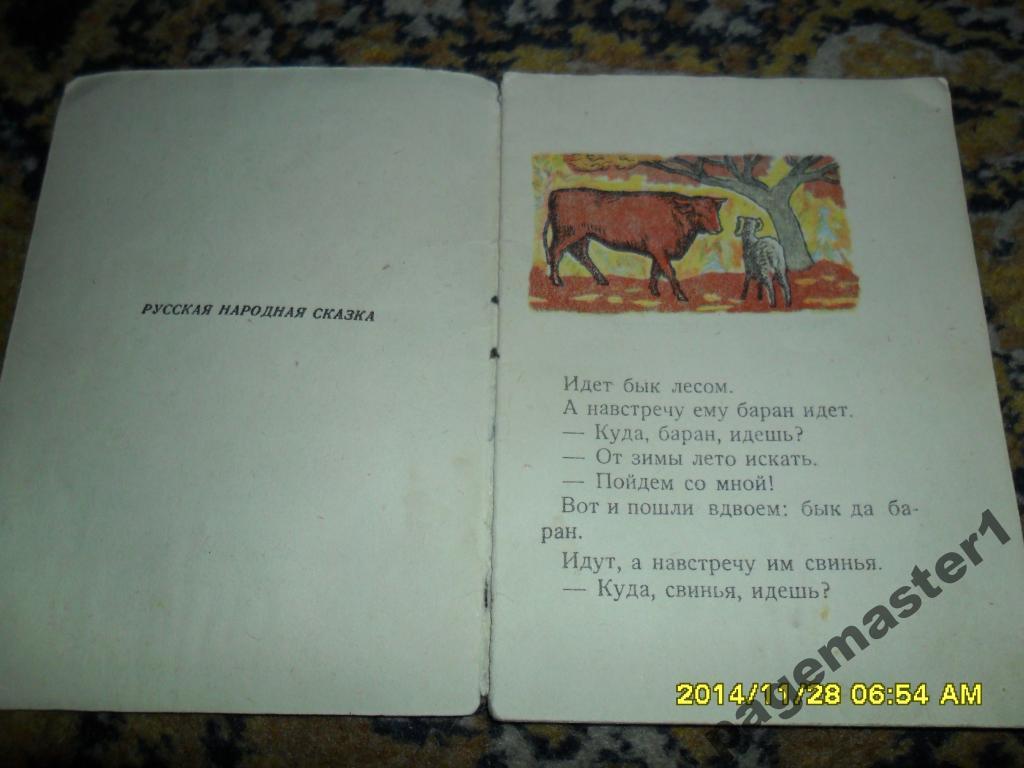 РУССКАЯ НАРОДНАЯ СКАЗКА
Идет бык лесом.
А навстречу ему баран идет.
— Куда, баран, идешь?
— От зимы лето искать.
— Пойдем со мной!
Вот и пошли вдвоем: бык да ба-
ран.
Идут, а навстречу им свинья.
— Куда, свинья, идешь?
2014/11/28 06:54 AM
pagemaster1